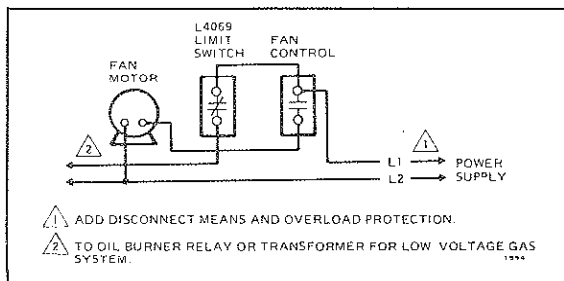 L4069
LIMIT
SWITCH
FAN
CONTROL
FAN
MOTOR
2
1
L1
POWER
L2
SUPPLY
1 ADD DISCONNECT MEANS AND OVERLOAD PROTECTION.
2 TO OIL BURNER RELAY OR TRANSFORMER FOR LOW VOLTAGE GAS
SYSTEM.
1994